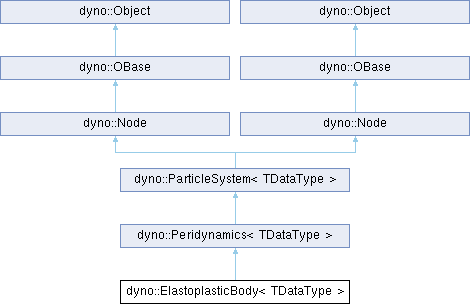 dyno::Object
dyno::Object
dyno::OBase
dyno::OBase
dyno::Node
dyno::Node
dyno::ParticleSystem< TDataType >
dyno::Peridynamics< TDataType >
dyno::ElastoplasticBody< TDataType >